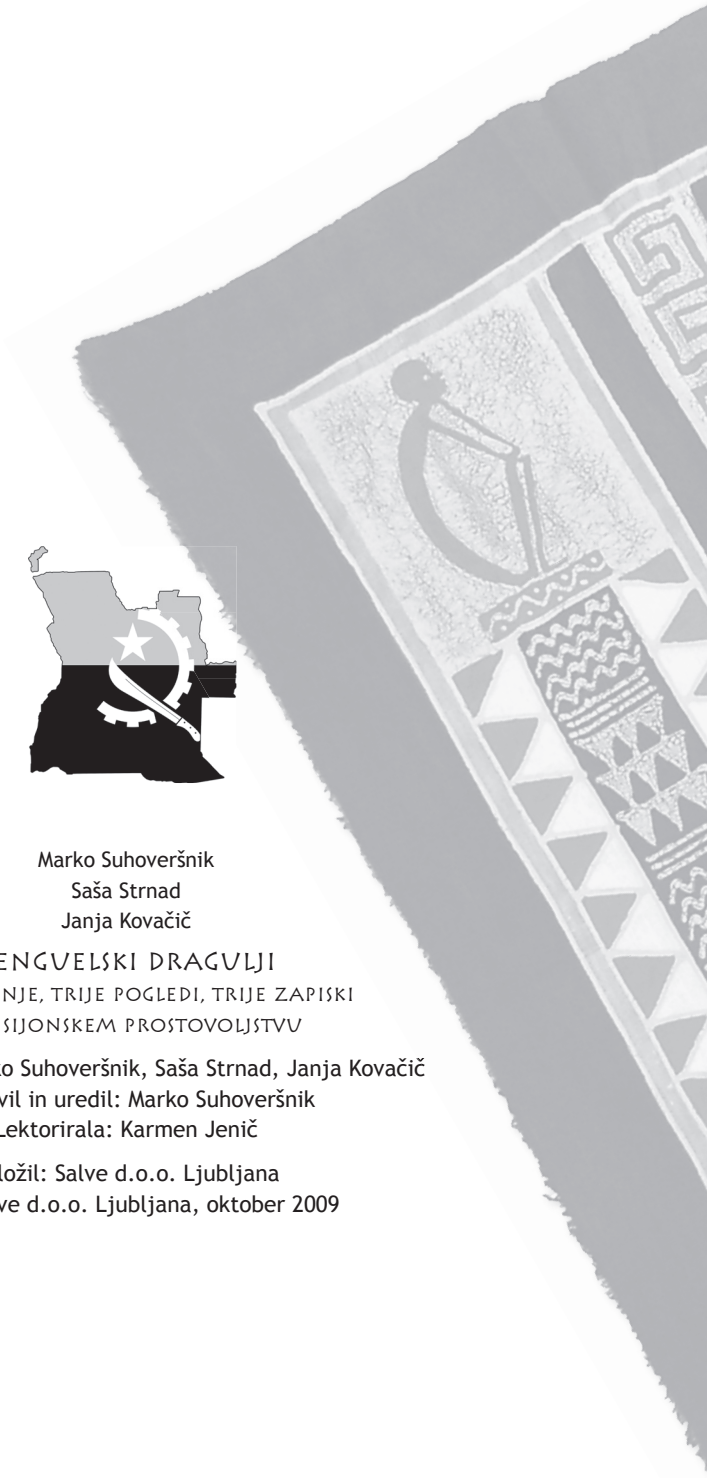 Marko Suhoveršnik
Saša Strnad
Janja Kovačič
ENGUELSKI DRAGULJI
NJE, TRIJE POGLEDI, TRIJE ZAPISKI
SIJONSKEM PROSTOVOLJSTVU
o Suhoveršnik, Saša Strnad, Janja Kovačič
vil in uredil: Marko Suhoveršnik
Lektorirala: Karmen Jenič
ložil: Salve d.o.o. Ljubljana
ve d.o.o. Ljubljana, oktober 2009